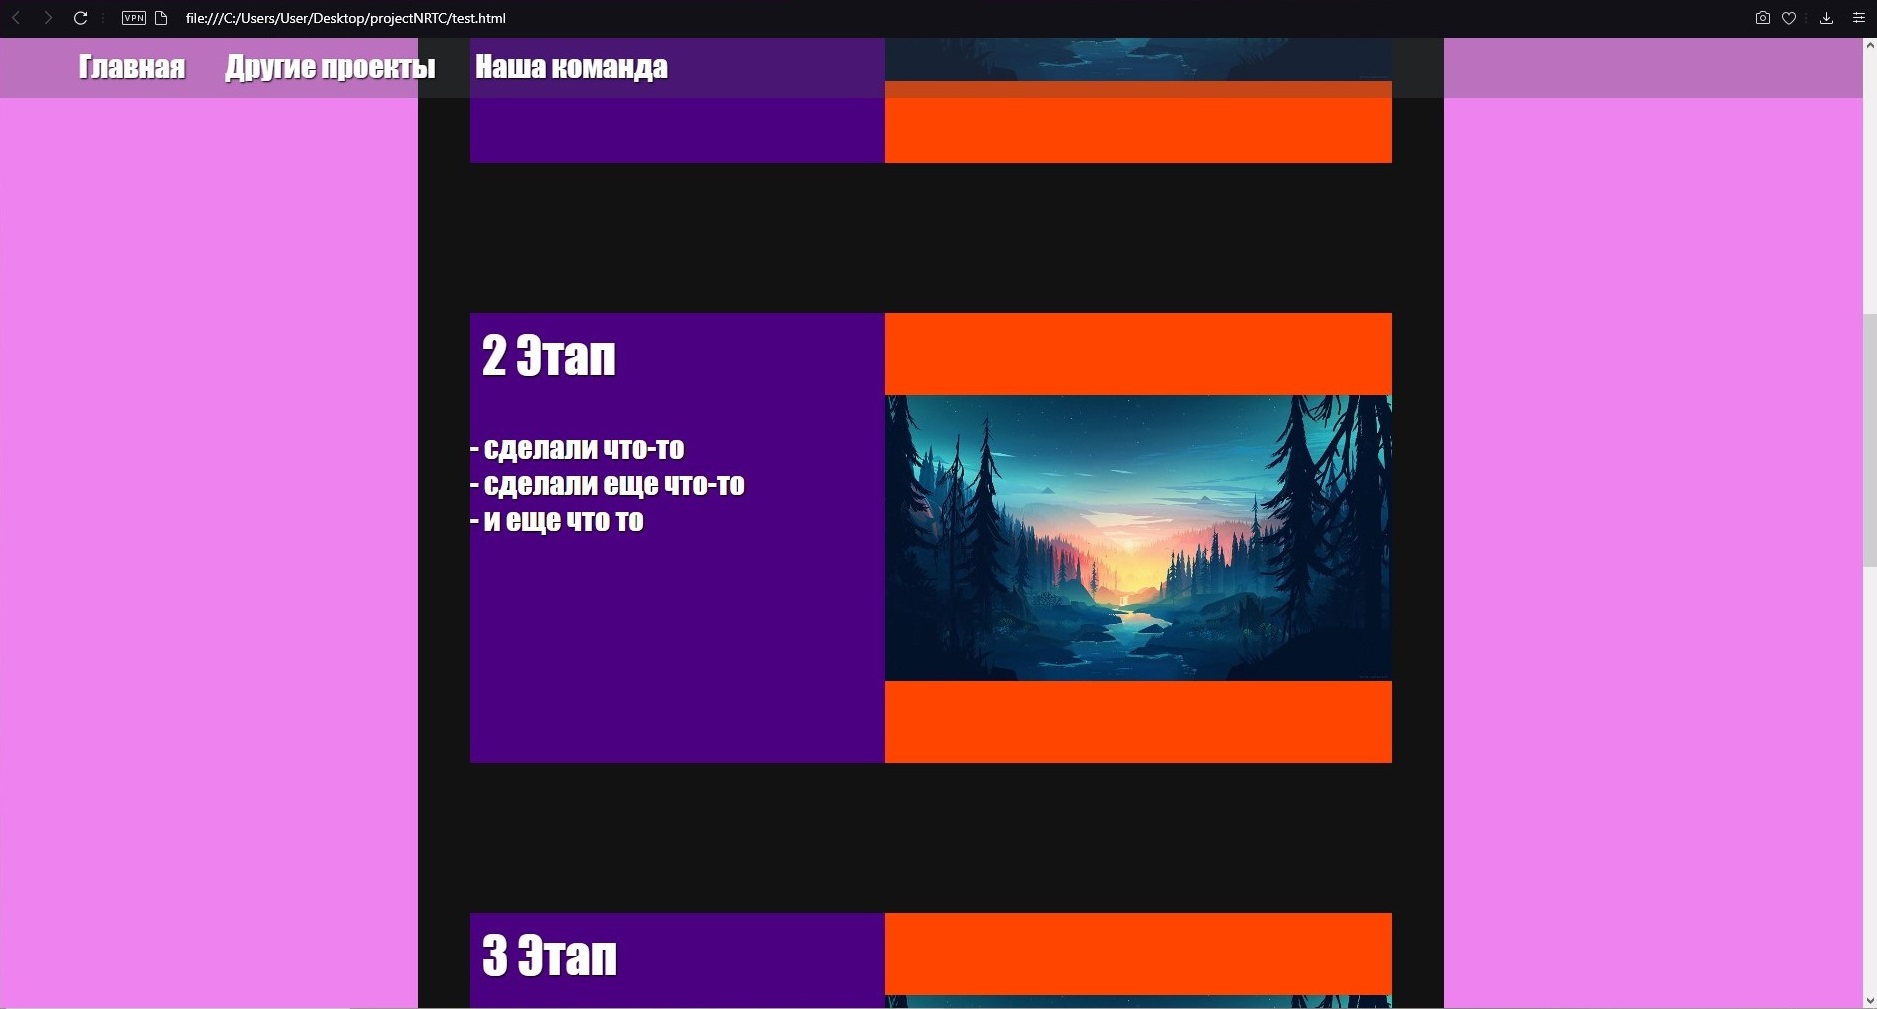 VPN file:///C:/Users/User/Desktop/projectNRTC/test.html
Главная Другие проекты Наша команда
2 Этап
- сделали что-то
- сделали еще что-то
- и еще что то
3 Этап